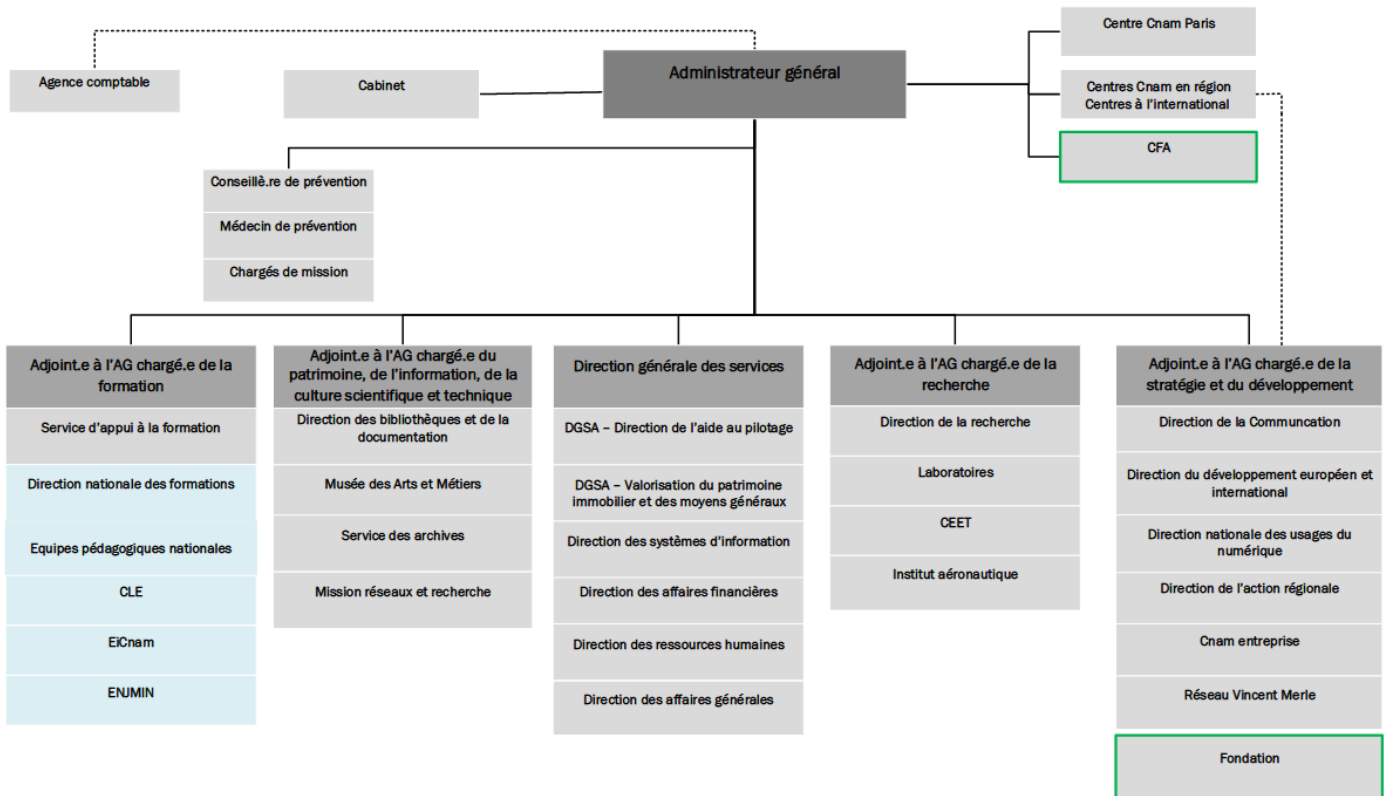 Centre Cnam Paris
Agence comptable
Cabinet
Administrateur général
Centres Cnam en région
Centres à l'international
CFA
Conseillè.re de prévention
Médecin de prévention
Chargés de mission
Adjoint.e à l'AG chargé.e de la
formation
Service d'appui à la formation
Direction nationale des formations
Equipes pédagogiques nationales
CLE
EiCnam
ENJMIN
Adjoint.e à l'AG chargé.e du
patrimoine, de l'information, de la
culture scientifique et technique
Direction des bibliothèques et de la
documentation
Musée des Arts et Métiers
Service des archives
Mission réseaux et recherche
Direction générale des services
DGSA – Direction de l'aide au pilotage
DGSA – Valorisation du patrimoine
immobilier et des moyens généraux
Direction des systèmes d'information
Direction des affaires financières
Direction des ressources humaines
Direction des affaires générales
Adjoint.e à l'AG chargé.e de la
recherche
Direction de la recherche
Laboratoires
CEET
Institut aéronautique
Adjoint.e à l'AG chargé.e de la
stratégie et du développement
Direction de la Communcation
Direction du développement européen et
international
Direction nationale des usages du
numérique
Direction de l'action régionale
Cnam entreprise
Réseau Vincent Merle
Fondation